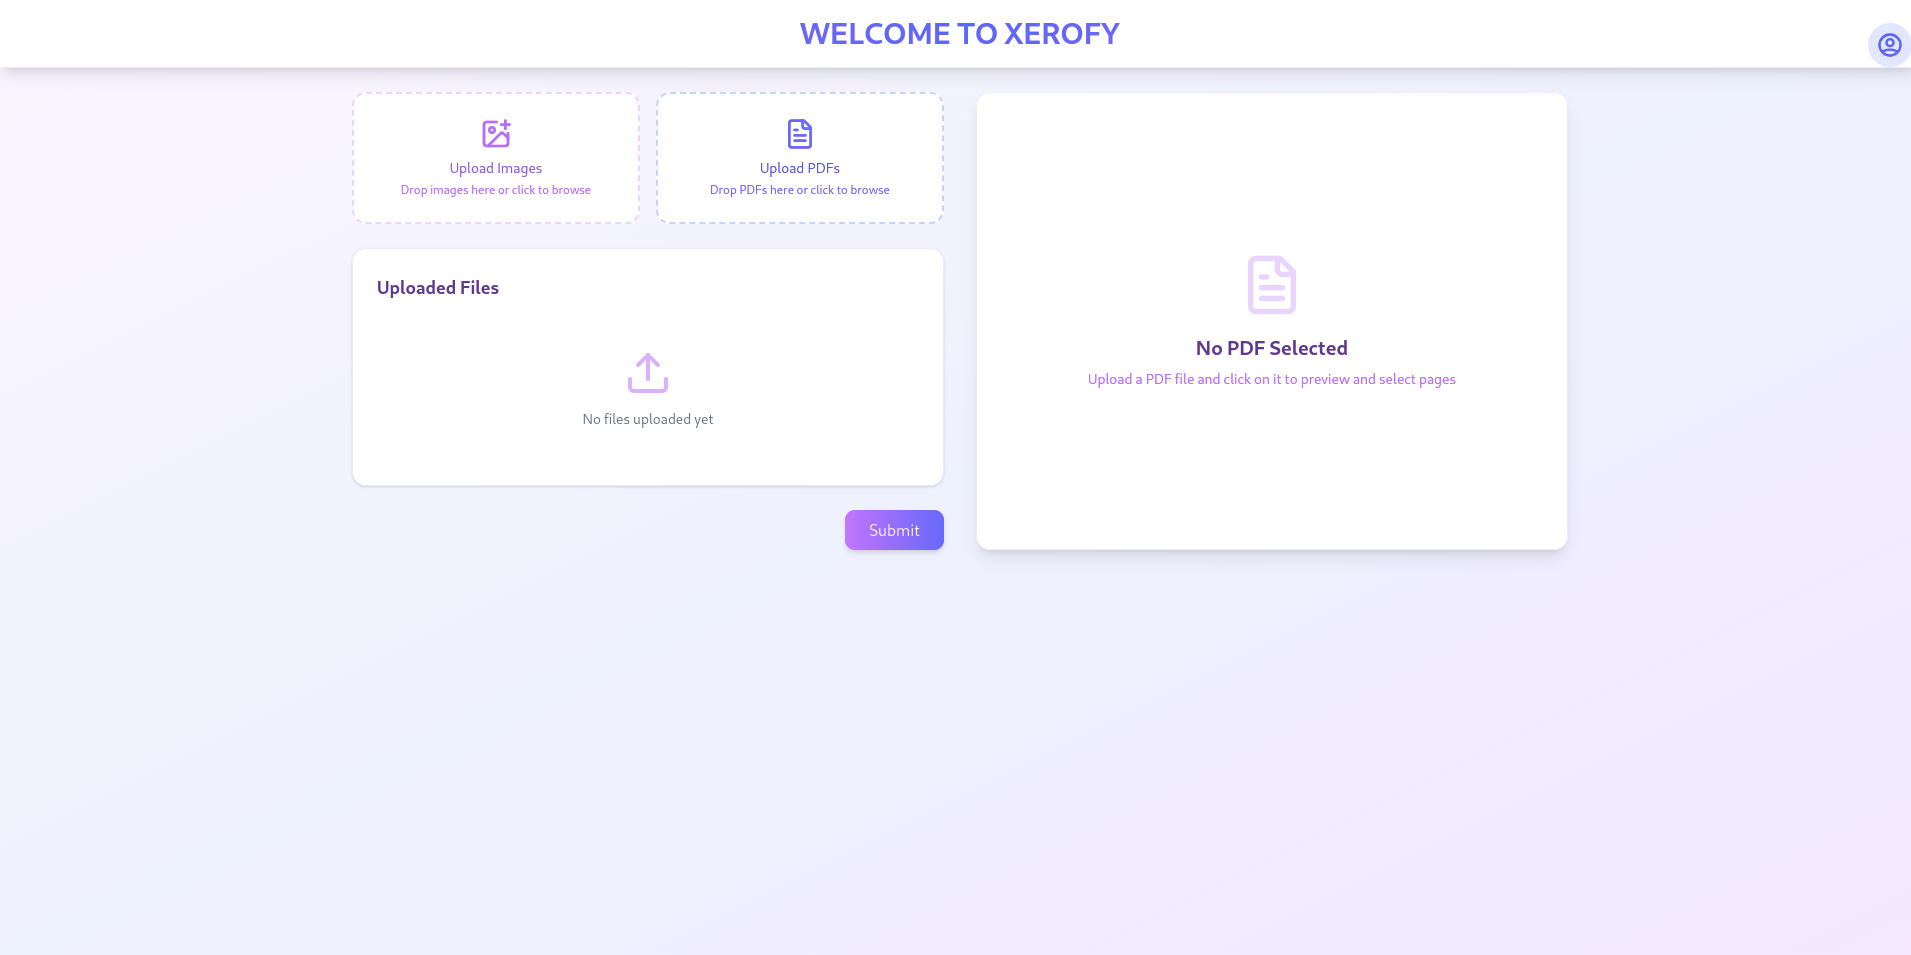 WELCOME TO XEROFY
Upload Images
Drop images here or click to browse
Upload PDFs
Drop PDFs here or click to browse
Uploaded Files
No files uploaded yet
Submit
No PDF Selected
Upload a PDF file and click on it to preview and select pages